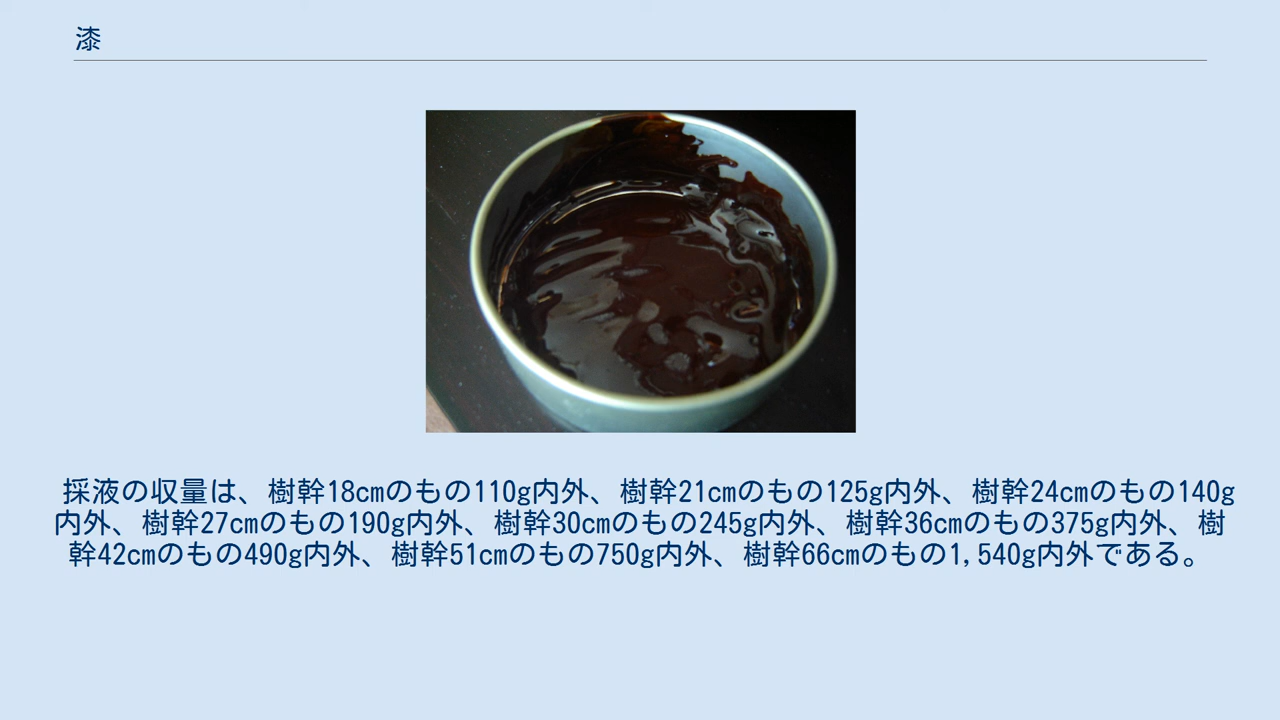 漆
採液の収量は、樹幹18cmのもの110g内外、樹幹21cmのもの125g内外、樹幹24cmのもの140g
内外、樹幹27cmのもの190g内外、樹幹30cmのもの245g内外、樹幹36cmのもの375g内外、樹
幹42cmのもの490g内外、樹幹51cmのもの750g内外、樹幹66cmのもの1,540g内外である。